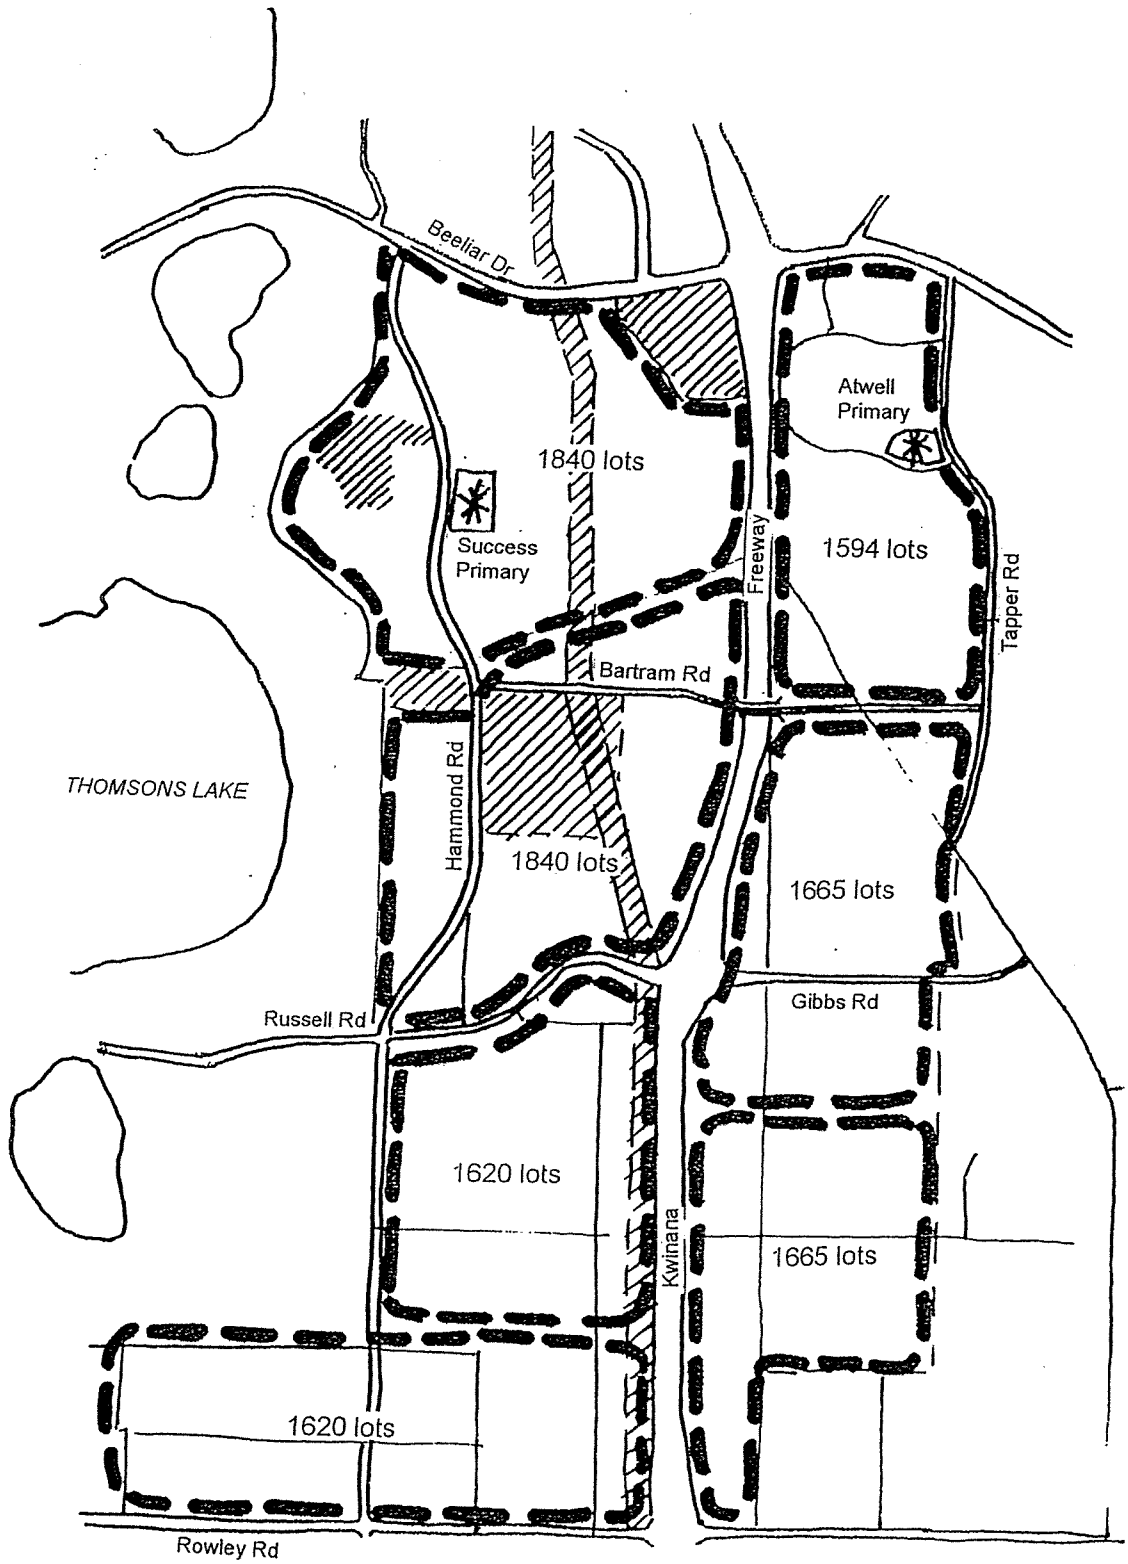 Beeliar Dr
Atwell
Primary
1840 lots
Success
Primary
Freeway
1594 lots
Tapper Rd
Bartram Rd
THOMSONS LAKE
Hammond Rd
1840 lots
1665 lots
Gibbs Rd
Russell Rd
1620 lots
Kwinana
1665 lots
1620 lots
Rowley Rd